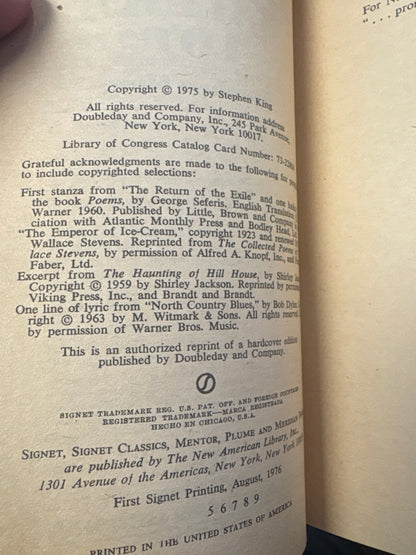 For N
". . . pro
Copyright © 1975 by Stephen King
All rights reserved. For information address
Doubleday and Company, Inc., 245 Park Avenue,
New York, New York 10017.
Library of Congress Catalog Card Number:
Grateful acknowledgments are made to the following for
to include copyrighted selections:
First stanza from "The Return of the Exile" and one
the book Poems, by George Seferis. English Translation
Warner 1960. Published by Little, Brown and Company
ciation with Atlantic Monthly Press and Bodley Head,
"The Emperor of Ice-Cream," copyright 1923 and renewed
Wallace Stevens. Reprinted from The Collected Poems
lace Stevens, by permission of Alfred A. Knopf, Inc., and
Faber, Ltd.
Excerpt from The Haunting of Hill House, by Shirley
Copyright © 1959 by Shirley Jackson. Reprinted by
Viking Press, Inc., and Brandt and Brandt.
One line of lyric from "North Country Blues," by Bob
right © 1963 by M. Witmark & Sons. All rights
by permission of Warner Bros. Music.
This is an authorized reprint of a hardcover edition
published by Doubleday and Company.
SIGNET TRADEMARK REG. U.S. PAT. OFF. AND FOREIGN COUNTRIES
REGISTERED TRADEMARK—MARCA REGISTRADA
HECHO EN CHICAGO, U.S.A.
SIGNET, SIGNET CLASSICS, MENTOR, PLUME AND MERIDIAN
are published by The New American Library, Inc.,
1301 Avenue of the Americas, New York, New York
First Signet Printing, August, 1976
5 6 7 8 9
PRINTED IN THE UNITED STATES OF AMERICA